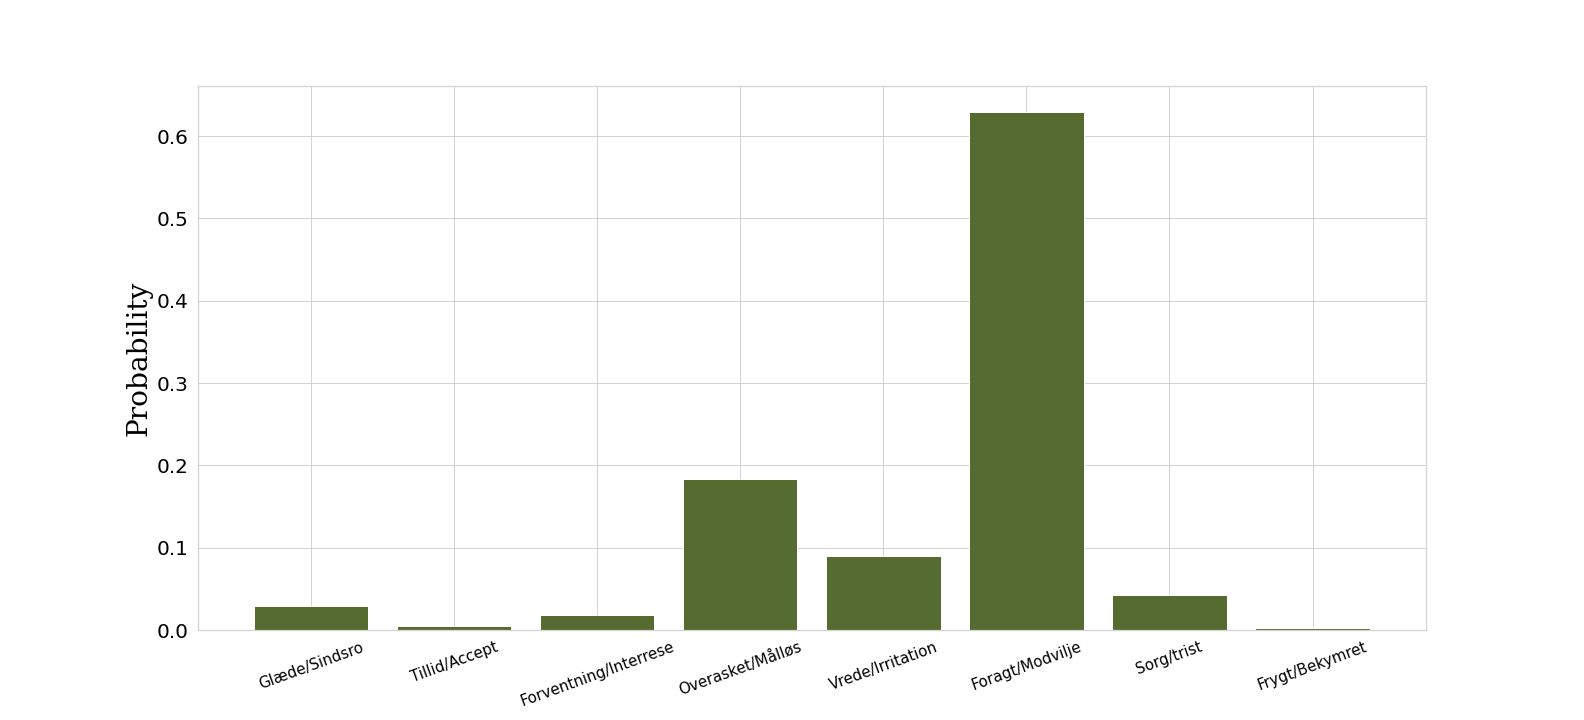 Probability
0.6
0.5
0.4
0.3
0.2
0.1
0.0
Glæde/Sindsro
Tillid/Accept
Forventning/Interrese
Overasket/Målløs
Vrede/Irritation
Foragt/Modvilje
Sorg/trist
Frygt/Bekymret